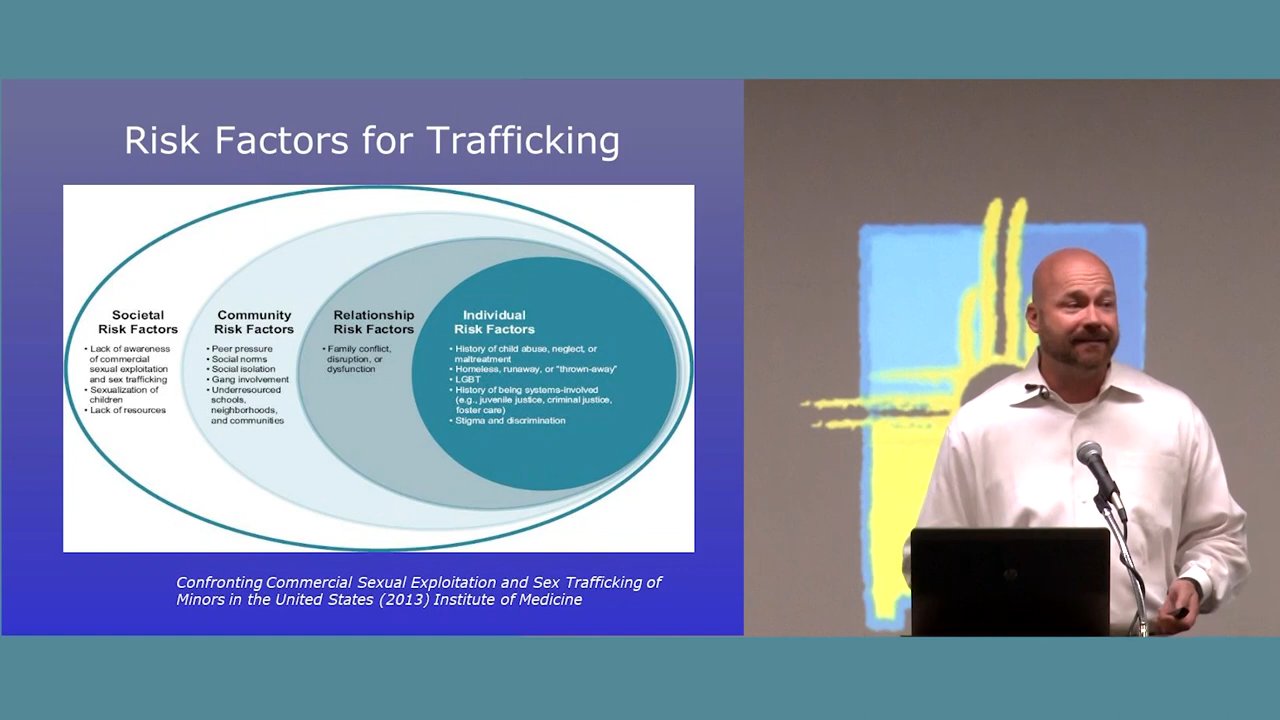 Risk Factors for Trafficking
Societal
Risk Factors
• Lack of awareness
of commercial
sexual exploitation
and sex trafficking
• Sexualization of
children
• Lack of resources
Community
Risk Factors
• Peer pressure
• Social norms
• Social isolation
• Gang involvement
• Underresourced
schools,
neighborhoods,
and communities
Relationship
Risk Factors
• Family conflict,
disruption, or
dysfunction
Individual
Risk Factors
• History of child abuse, neglect, or
maltreatment
• Homeless, runaway, or "thrown-away"
• LGBT
• History of being systems-involved
(e.g., juvenile justice, criminal justice,
foster care)
• Stigma and discrimination
Confronting Commercial Sexual Exploitation and Sex Trafficking of
Minors in the United States (2013) Institute of Medicine